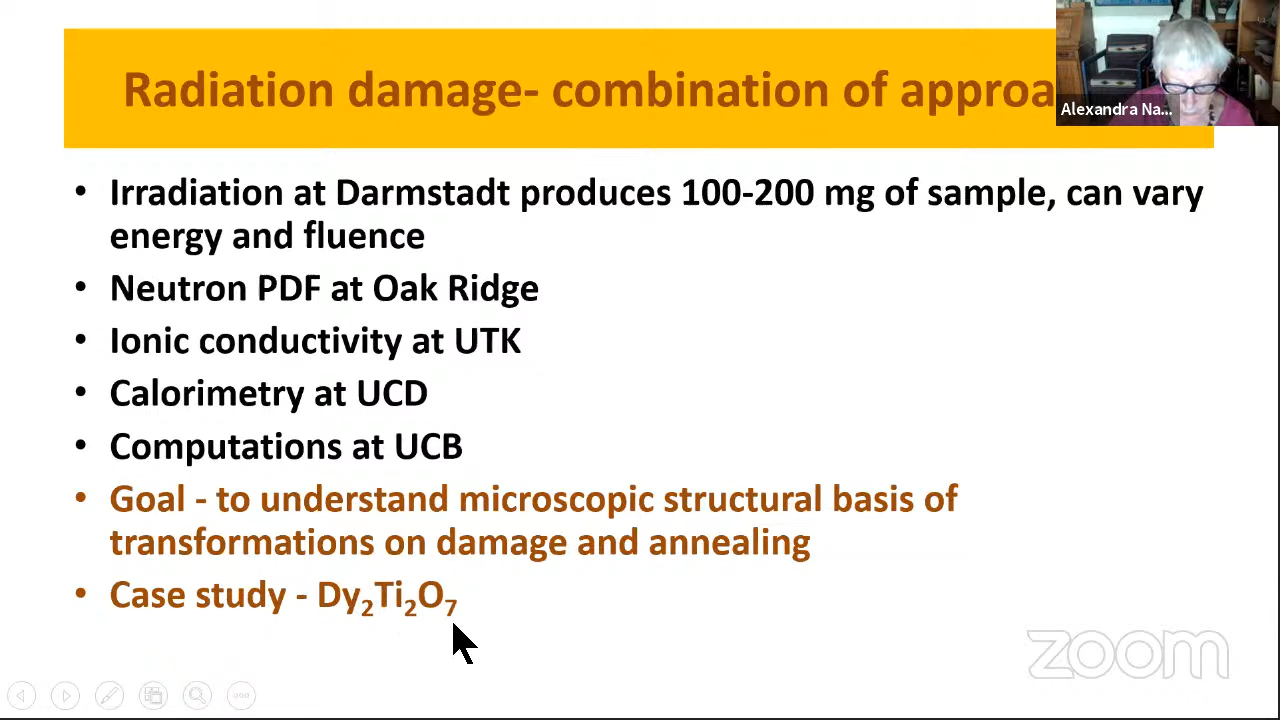 Radiation damage- combination of approa
Alexandra Na...
• Irradiation at Darmstadt produces 100-200 mg of sample, can vary
energy and fluence
• Neutron PDF at Oak Ridge
• Ionic conductivity at UTK
• Calorimetry at UCD
• Computations at UCB
• Goal - to understand microscopic structural basis of
transformations on damage and annealing
• Case study - Dy₂Ti₂O₇
zoom